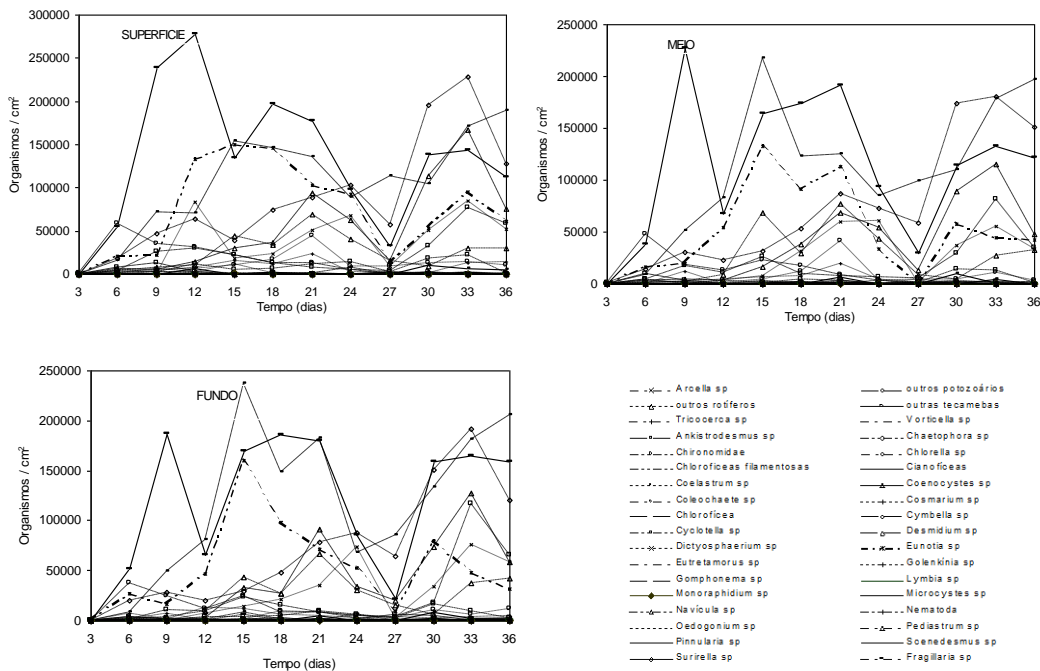 SUPERFICIE
Organismos / cm²
300000
250000
200000
150000
100000
50000
0
3 6 9 12 15 18 21 24 27 30 33 36
Tempo (dias)
MEIO
Organismos / cm²
250000
200000
150000
100000
50000
0
3 6 9 12 15 18 21 24 27 30 33 36
Tempo (dias)
FUNDO
Organismos / cm²
250000
200000
150000
100000
50000
0
3 6 9 12 15 18 21 24 27 30 33 36
Tempo (dias)
Arcella sp
outros potozoários
outros rotíferos
outras tecamebas
Tricocerca sp
Vorticella sp
Ankistrodesmus sp
Chaetophora sp
Chironomidae
Chlorella sp
Cloroficeas filamentosas
Cianofíceas
Coelastrum sp
Coenocystes sp
Coleochaete sp
Cosmarium sp
Clorofícea
Cymbella sp
Cyclotella sp
Desmidium sp
Dictyosphaerium sp
Eunotia sp
Eutretamorus sp
Golenkínia sp
Gomphonema sp
Lymbia sp
Monoraphidium sp
Microcystes sp
Navícula sp
Nematoda
Oedogonium sp
Pediastrum sp
Pinnularia sp
Scenedesmus sp
Surirella sp
Fragillaria sp